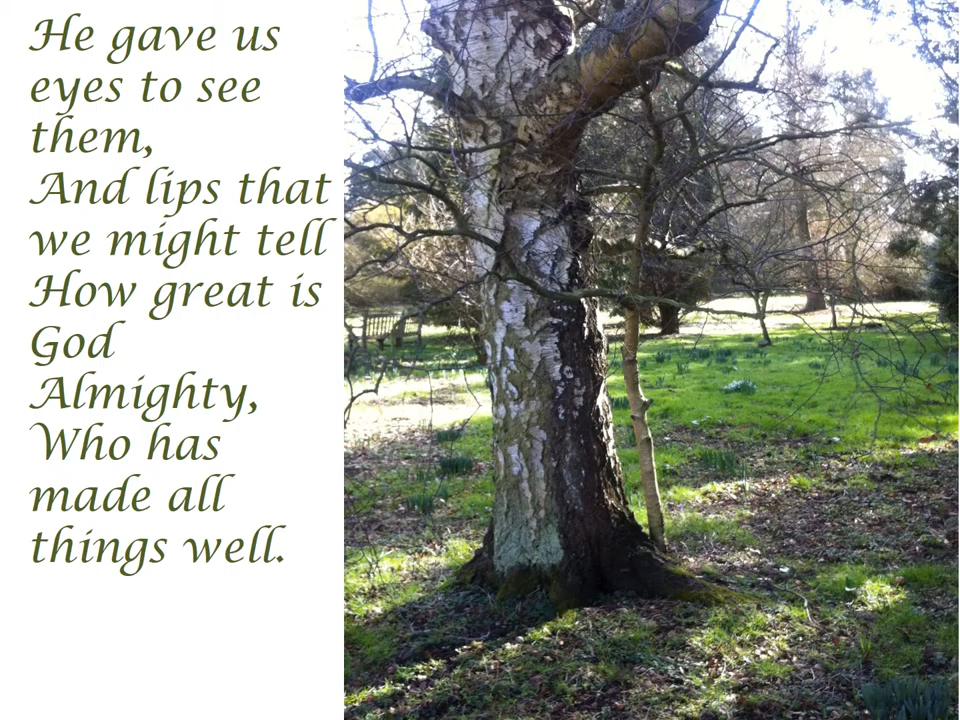 He gave us
eyes to see
them,
And lips that
we might tell
How great is
God
Almighty,
Who has
made all
things well.